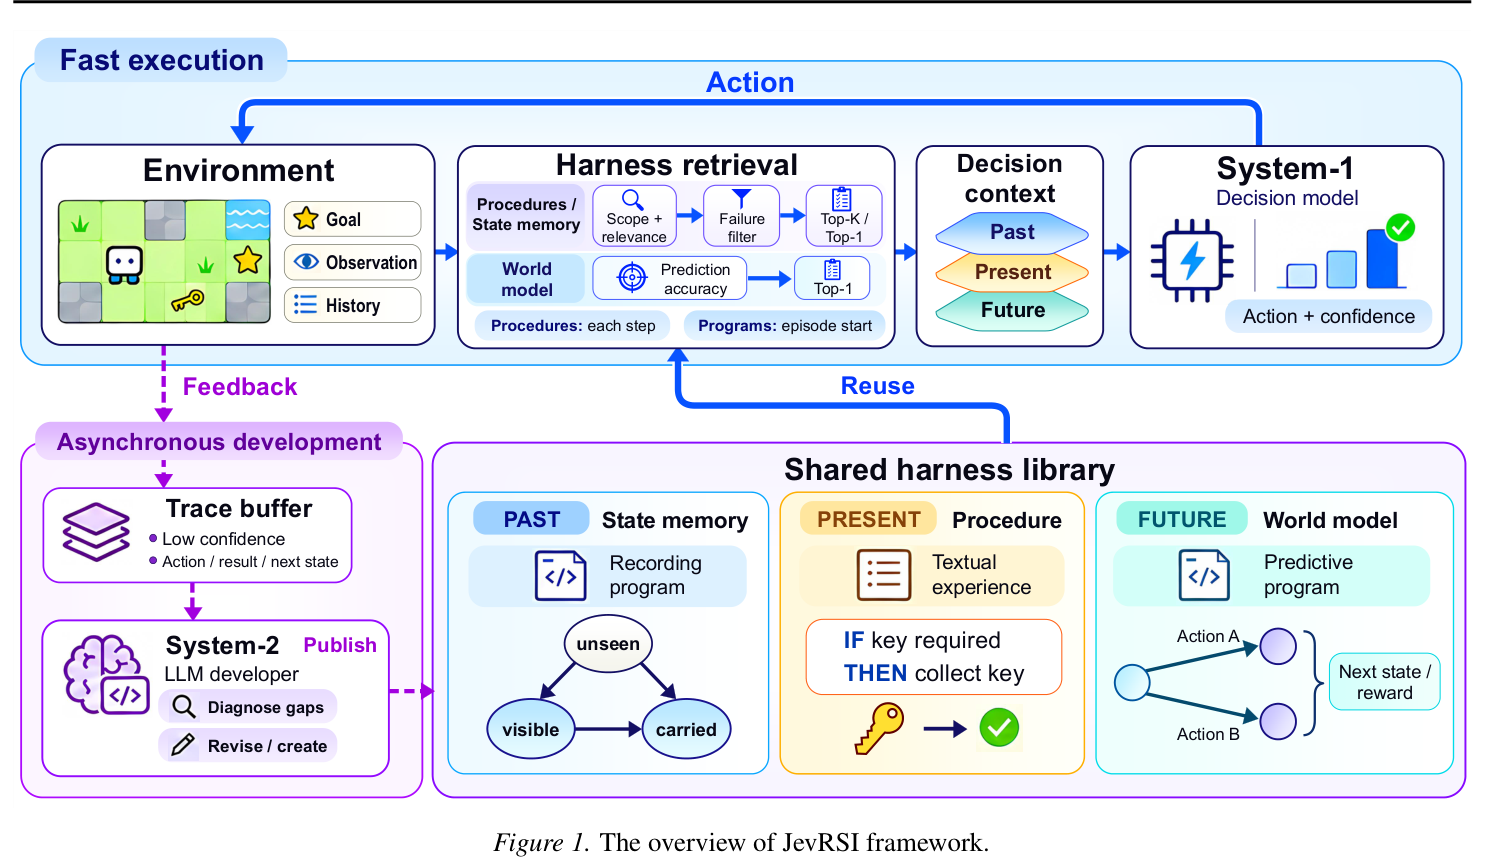 Fast execution
Action
Environment
Goal
Observation
History
Harness retrieval
Procedures /
State memory
Scope +
relevance
Failure
filter
Top-K /
Top-1
World
model
Prediction
accuracy
Top-1
Procedures: each step
Programs: episode start
Decision
context
Past
Present
Future
System-1
Decision model
Action + confidence
Feedback
Reuse
Asynchronous development
Trace buffer
• Low confidence
• Action / result / next state
System-2
Publish
LLM developer
</>
Diagnose gaps
Revise / create
Shared harness library
PAST
State memory
</>
Recording
program
unseen
visible
carried
PRESENT
Procedure
Textual
experience
IF key required
THEN collect key
FUTURE
World model
</>
Predictive
program
Action A
Action B
Next state /
reward
Figure 1. The overview of JevRSI framework.